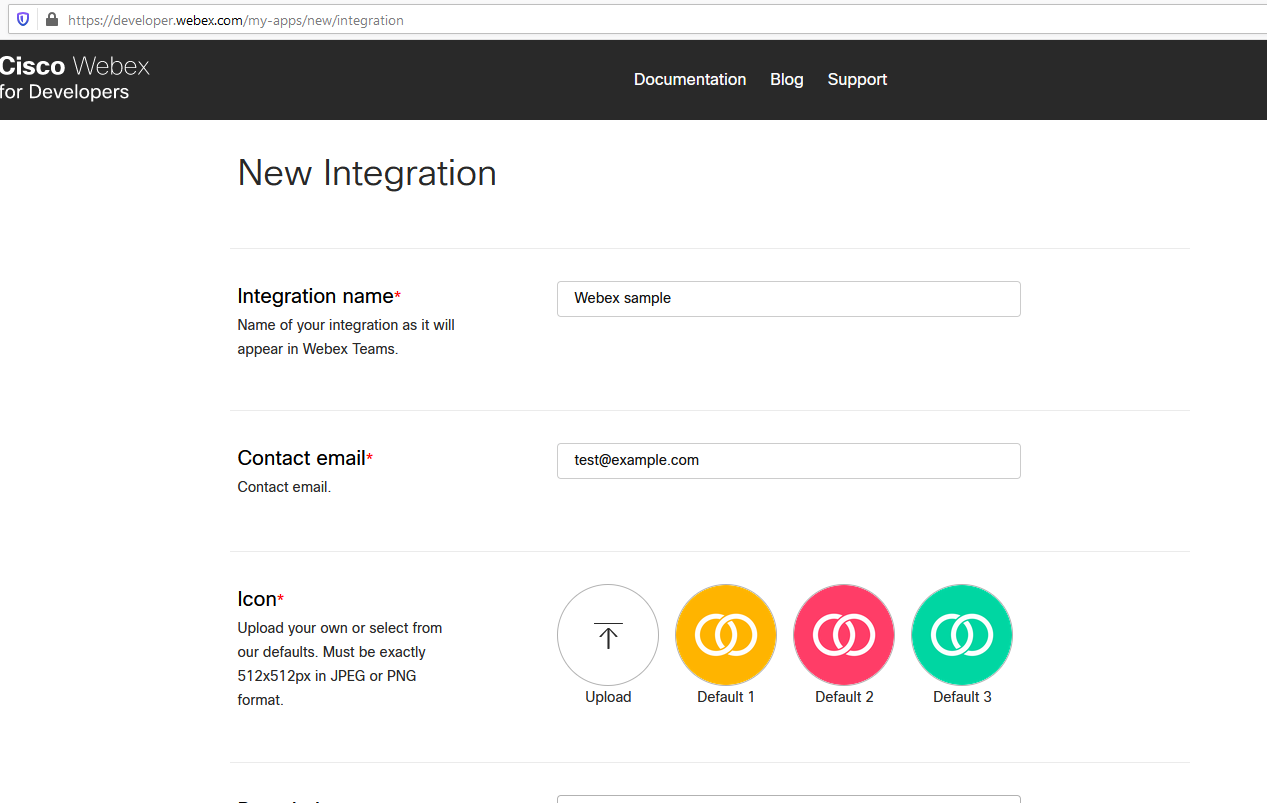 https://developer.webex.com/my-apps/new/integration
Cisco Webex
for Developers
Documentation Blog Support
New Integration
Integration name*
Name of your integration as it will
appear in Webex Teams.
Webex sample
Contact email*
Contact email.
test@example.com
Icon*
Upload your own or select from
our defaults. Must be exactly
512x512px in JPEG or PNG
format.
Upload Default 1 Default 2 Default 3